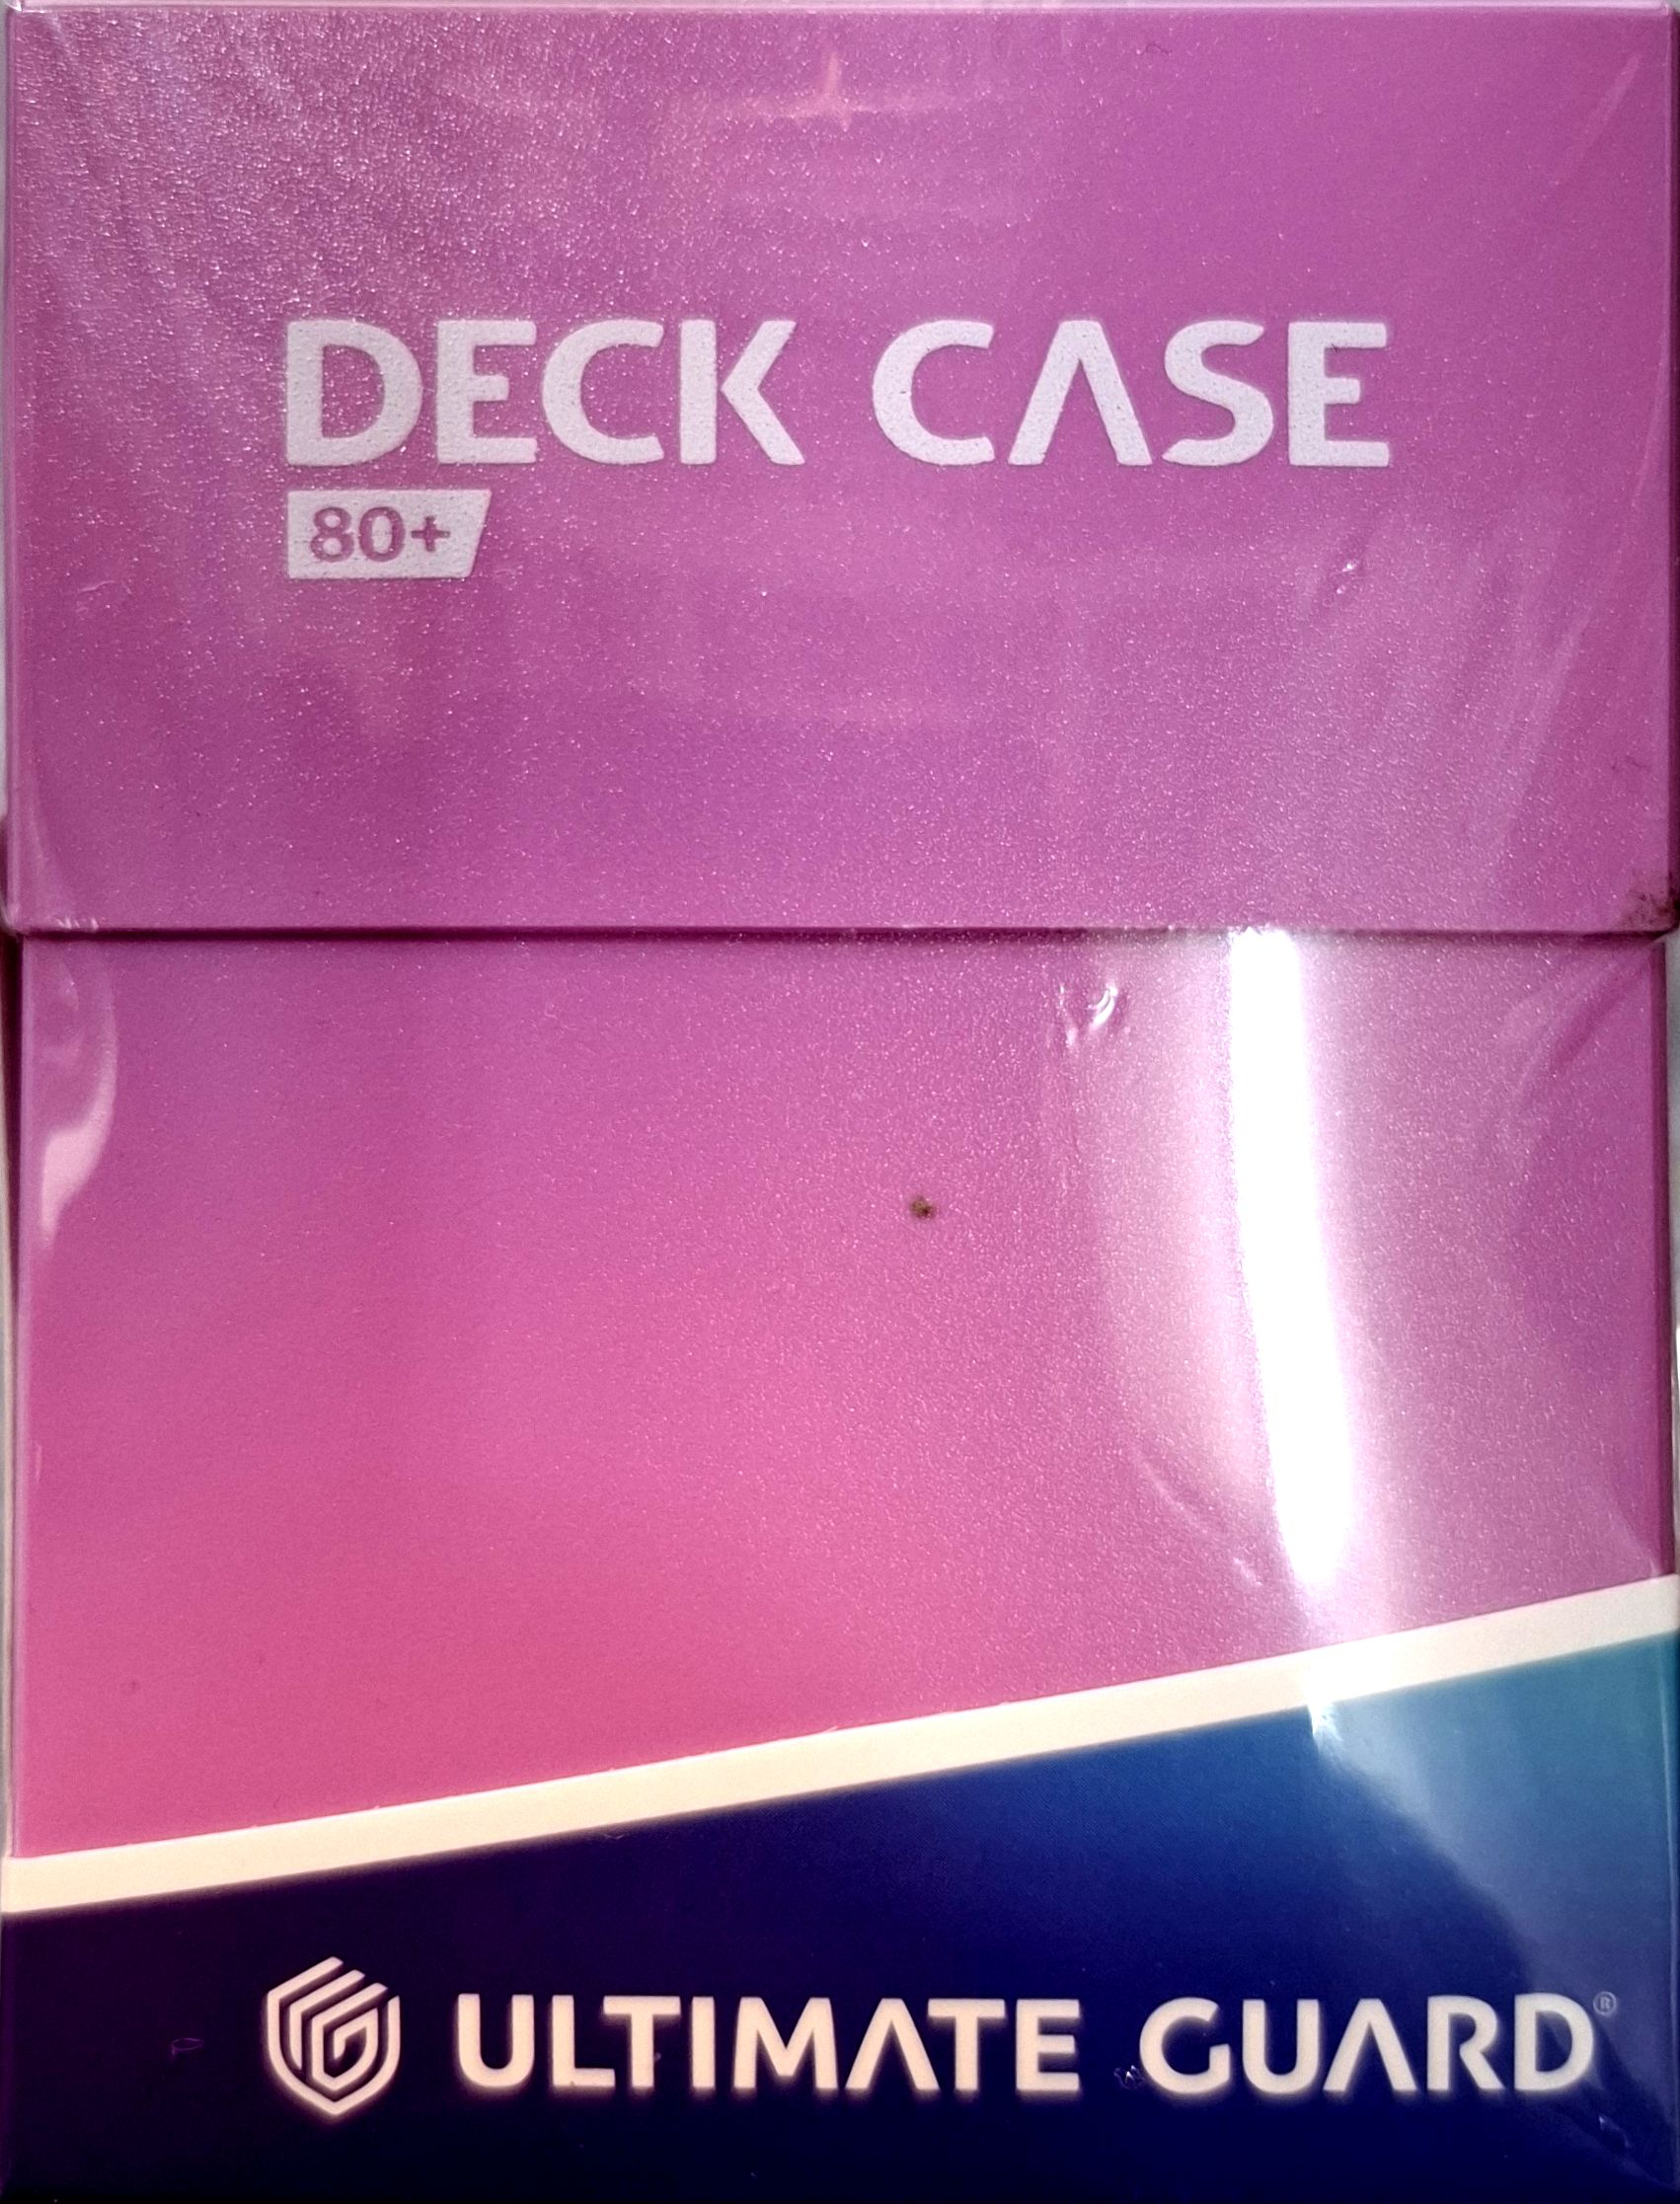 DECK CASE
80+
ULTIMATE GUARD®